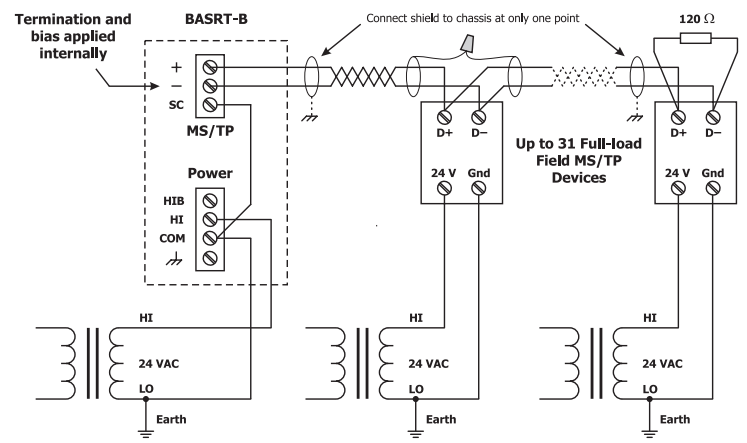 Termination and
bias applied
internally
BASRT-B
Connect shield to chassis at only one point
120 Ω
+
−
SC
MS/TP
D+ D−
Up to 31 Full-load
Field MS/TP
Devices
D+ D−
Power
24 V Gnd
24 V Gnd
HIB
HI
COM
HI
24 VAC
LO
Earth
HI
24 VAC
LO
Earth
HI
24 VAC
LO
Earth